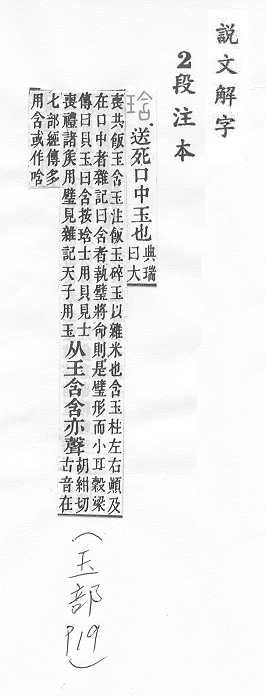 說文解字
2段注本
琀 送死口中玉也 典瑞
曰大
喪共飯玉含玉注飯玉碎玉以雜米也含玉柱左右顚及
在口中者雜記曰含者執璧將命則是璧形而小耳穀梁
傳曰貝玉曰含按琀士用貝見士
喪禮諸矦用璧見雜記天子用玉
从王含含亦聲
胡紺切
古音在
七部經傳多
用含或作唅
(玉部 P19)